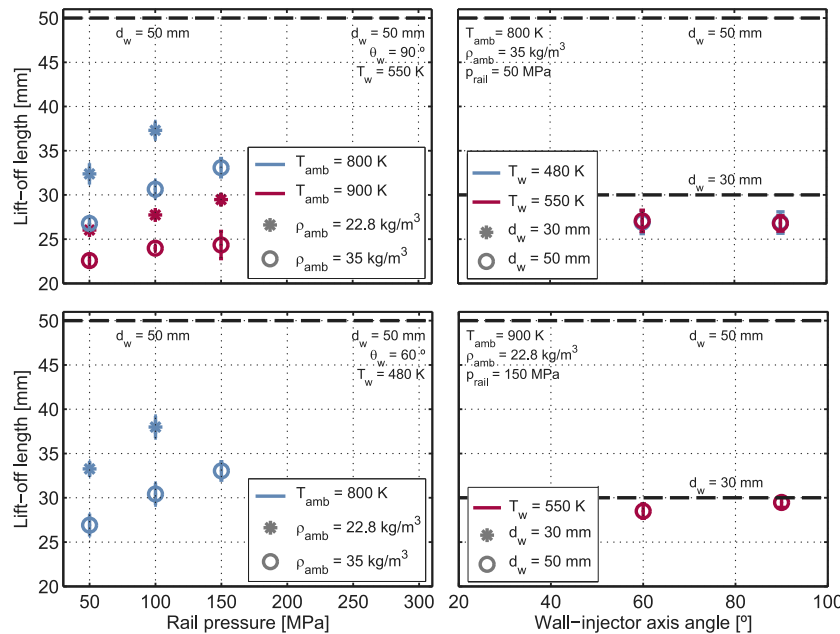 50
45
40
35
30
25
20
Lift-off length [mm]
d_w = 50 mm
d_w = 50 mm
θ_w = 90 º
T_w = 550 K
T_amb = 800 K
T_amb = 900 K
ρ_amb = 22.8 kg/m³
ρ_amb = 35 kg/m³
T_amb = 800 K
ρ_amb = 35 kg/m³
p_rail = 50 MPa
d_w = 50 mm
d_w = 30 mm
T_w = 480 K
T_w = 550 K
d_w = 30 mm
d_w = 50 mm
50
45
40
35
30
25
20
Lift-off length [mm]
d_w = 50 mm
d_w = 50 mm
θ_w = 60 º
T_w = 480 K
T_amb = 800 K
ρ_amb = 22.8 kg/m³
ρ_amb = 35 kg/m³
50 100 150 200 250 300
Rail pressure [MPa]
T_amb = 900 K
ρ_amb = 22.8 kg/m³
p_rail = 150 MPa
d_w = 50 mm
d_w = 30 mm
T_w = 550 K
d_w = 30 mm
d_w = 50 mm
20 40 60 80 100
Wall-injector axis angle [º]